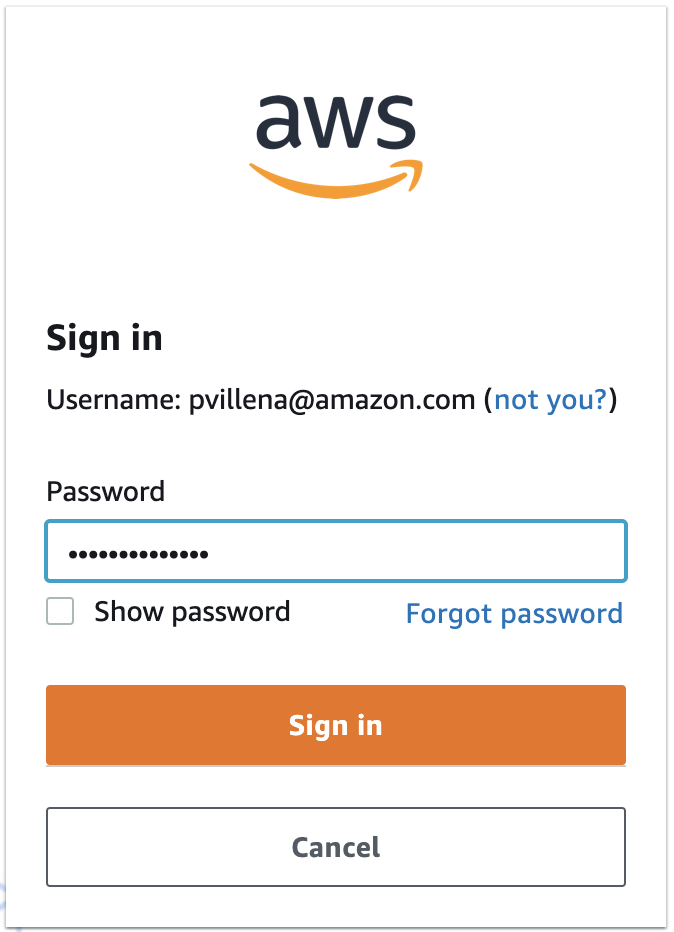 aws
Sign in
Username: pvillena@amazon.com (not you?)
Password
••••••••••••••
Show password
Forgot password
Sign in
Cancel